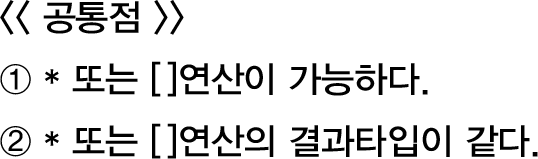 << 공통점 >>
① * 또는 [ ]연산이 가능하다.
② * 또는 [ ]연산의 결과타입이 같다.